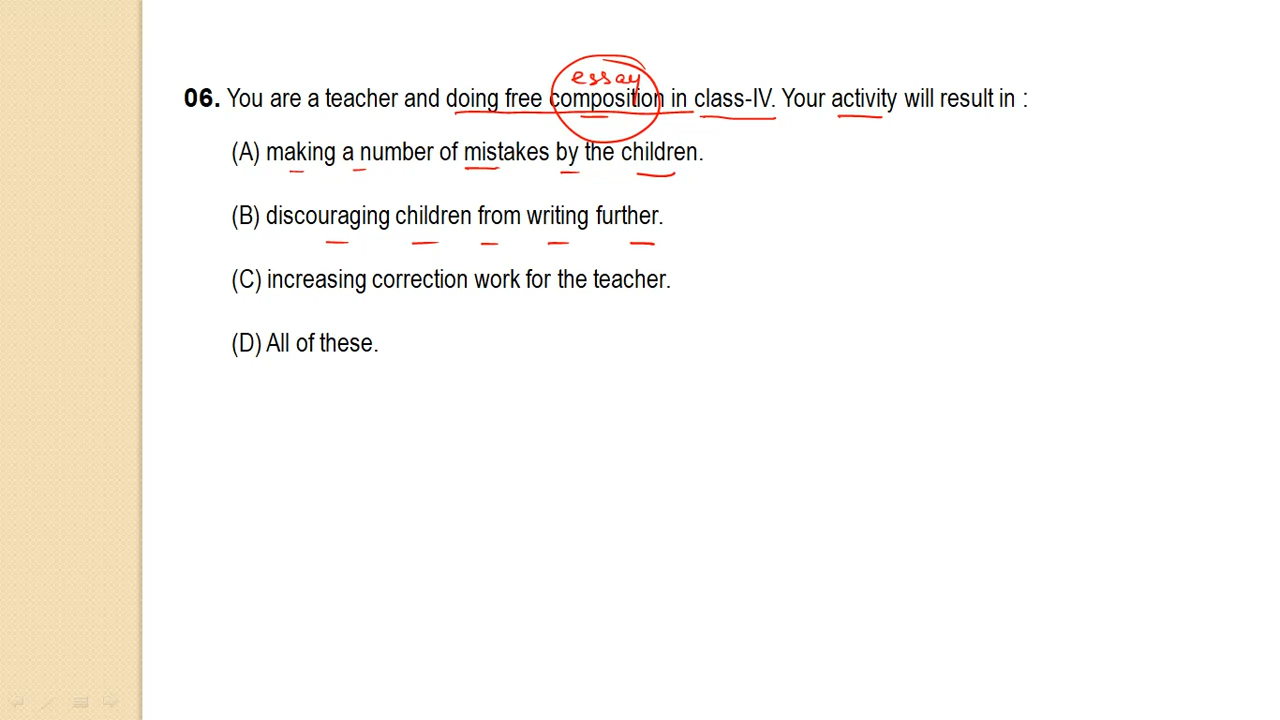 essay
06. You are a teacher and doing free composition in class-IV. Your activity will result in :
(A) making a number of mistakes by the children.
(B) discouraging children from writing further.
(C) increasing correction work for the teacher.
(D) All of these.